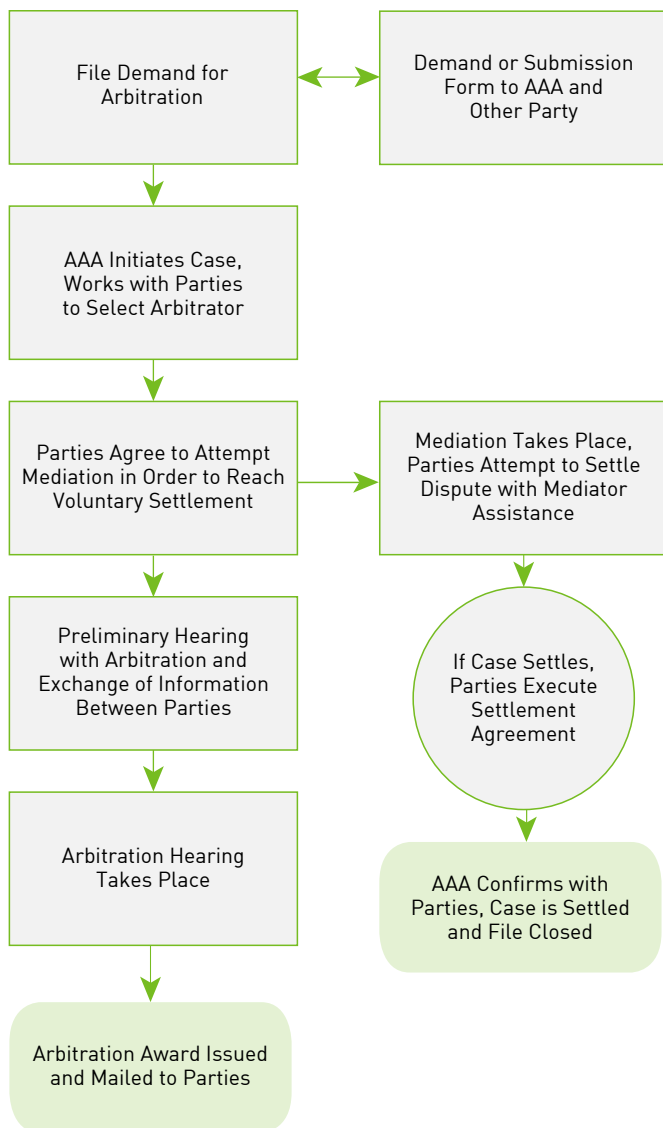 File Demand for
Arbitration
Demand or Submission
Form to AAA and
Other Party
AAA Initiates Case,
Works with Parties
to Select Arbitrator
Parties Agree to Attempt
Mediation in Order to Reach
Voluntary Settlement
Mediation Takes Place,
Parties Attempt to Settle
Dispute with Mediator
Assistance
Preliminary Hearing
with Arbitration and
Exchange of Information
Between Parties
If Case Settles,
Parties Execute
Settlement
Agreement
Arbitration Hearing
Takes Place
AAA Confirms with
Parties, Case is Settled
and File Closed
Arbitration Award Issued
and Mailed to Parties